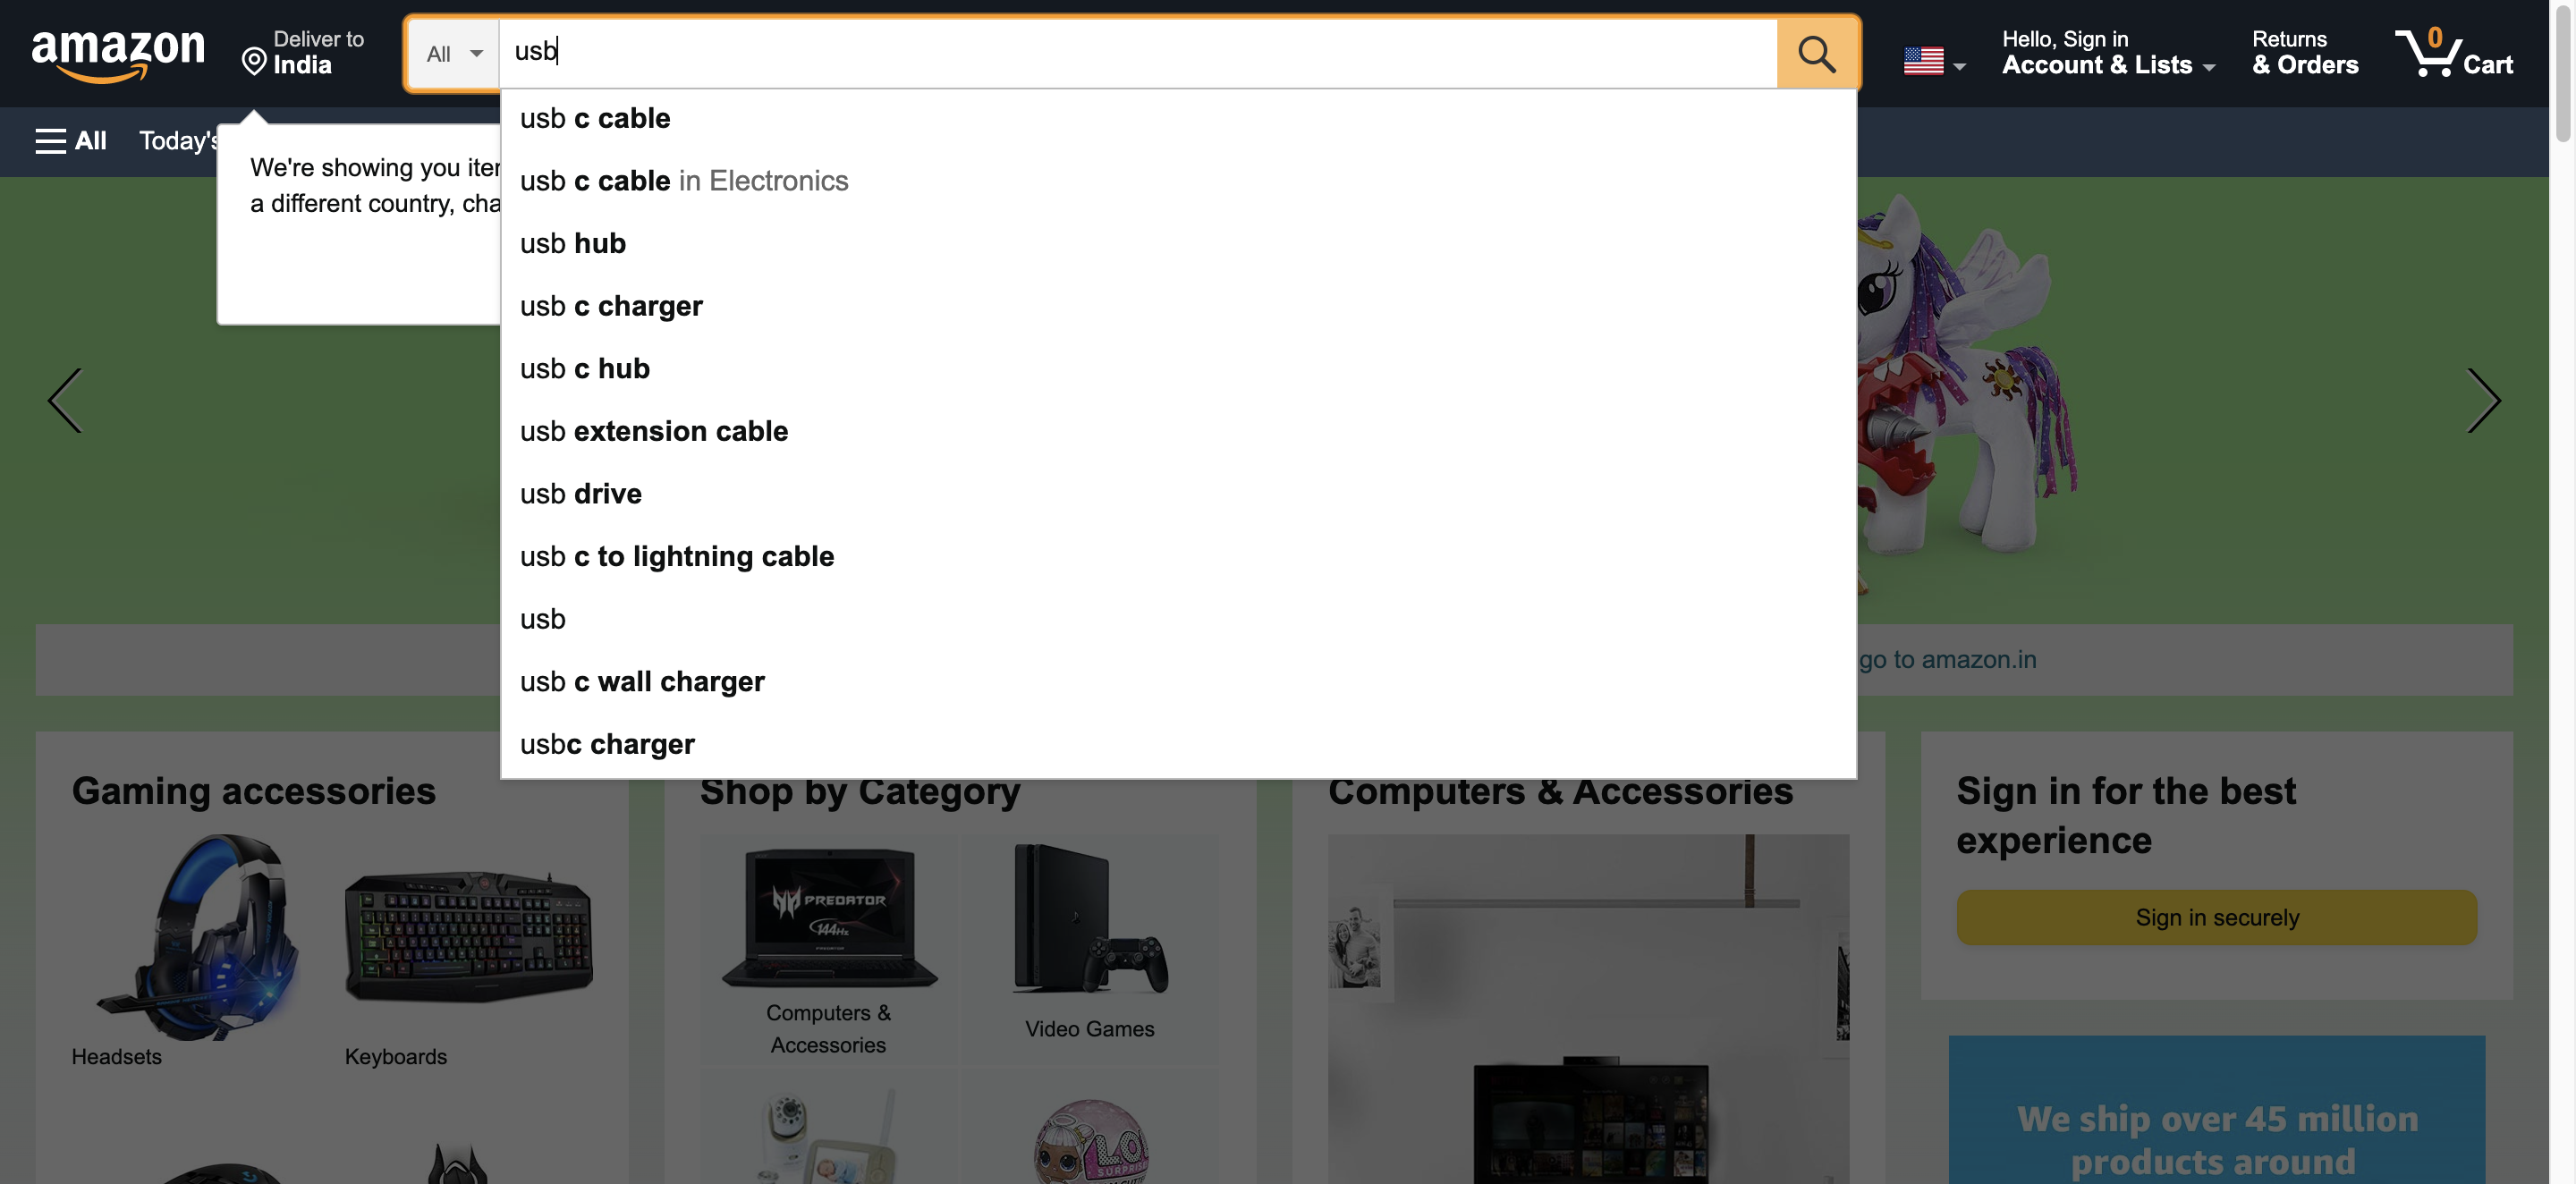 amazon
Deliver to
India
All
usb
Hello, Sign in
Account & Lists
Returns
& Orders
0
Cart
All
Today's
We're showing you
a different country,
usb c cable
usb c cable in Electronics
usb hub
usb c charger
usb c hub
usb extension cable
usb drive
usb c to lightning cable
usb
usb c wall charger
usbc charger
go to amazon.in
Gaming accessories
Headsets
Keyboards
Shop by Category
PREDATOR
144Hz
PREDATOR
Computers &
Accessories
Video Games
L.O.L.
SURPRISE
Computers & Accessories
Sign in for the best
experience
Sign in securely
We ship over 45 million
products around